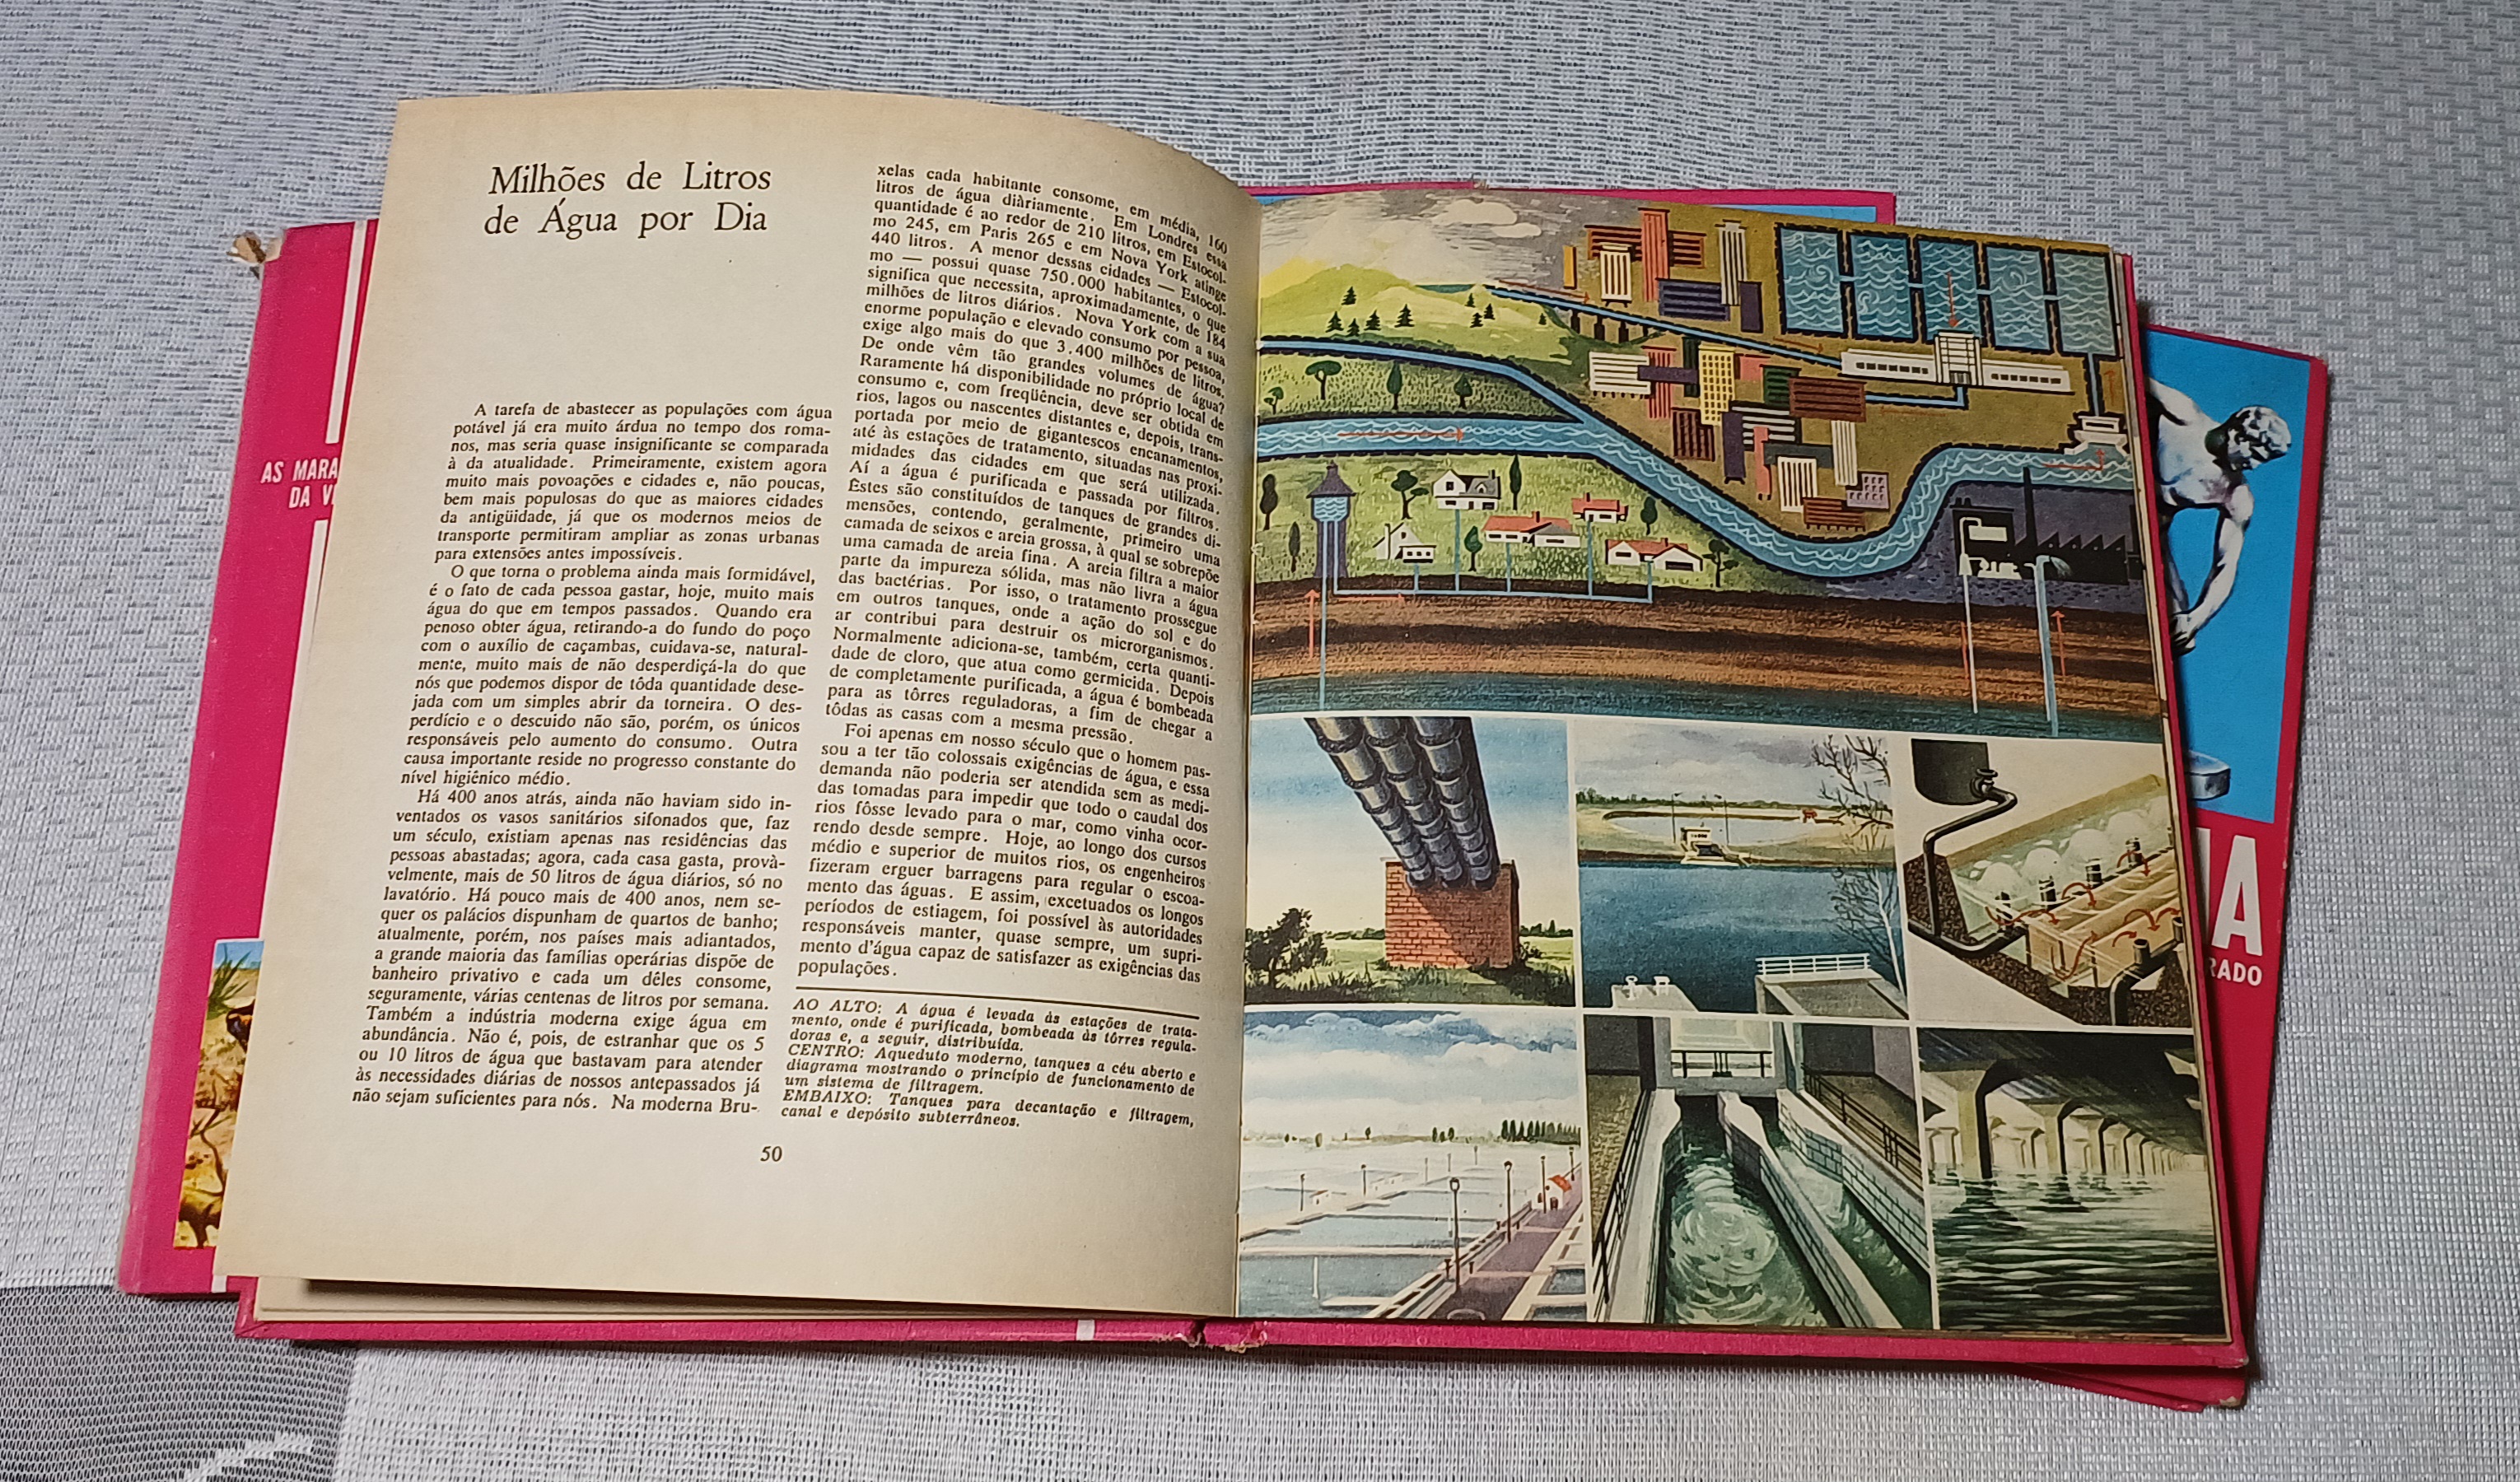 Milhões de Litros
de Água por Dia
A tarefa de abastecer as populações com água
potável já era muito árdua no tempo dos roma-
nos, mas seria quase insignificante se comparada
à da atualidade. Primeiramente, existem agora
muito mais povoações e cidades e, não poucas,
bem mais populosas do que as maiores cidades
da antigüidade, já que os modernos meios de
transporte permitiram ampliar as zonas urbanas
para extensões antes impossíveis.
O que torna o problema ainda mais formidável,
é o fato de cada pessoa gastar, hoje, muito mais
água do que em tempos passados. Quando era
penoso obter água, retirando-a do fundo do poço
com o auxílio de caçambas, cuidava-se, natural-
mente, muito mais de não desperdiçá-la do que
nós que podemos dispor de tôda quantidade dese-
jada com um simples abrir da torneira. O des-
perdício e o descuido não são, porém, os únicos
responsáveis pelo aumento do consumo. Outra
causa importante reside no progresso constante do
nível higiênico médio.
Há 400 anos atrás, ainda não haviam sido in-
ventados os vasos sanitários sifonados que, faz
um século, existiam apenas nas residências das
pessoas abastadas; agora, cada casa gasta, provà-
velmente, mais de 50 litros de água diários, só no
lavatório. Há pouco mais de 400 anos, nem se-
quer os palácios dispunham de quartos de banho;
atualmente, porém, nos países mais adiantados,
a grande maioria das famílias operárias dispõe de
banheiro privativo e cada um dêles consome,
seguramente, várias centenas de litros por semana.
Também a indústria moderna exige água em
abundância. Não é, pois, de estranhar que os 5
ou 10 litros de água que bastavam para atender
às necessidades diárias de nossos antepassados já
não sejam suficientes para nós. Na moderna Bru-
xelas cada habitante consome, em média, 160
litros de água diàriamente. Em Londres essa
quantidade é ao redor de 210 litros, em Estocol-
mo 245, em Paris 265 e em Nova York atinge
440 litros. A menor dessas cidades — Estocol-
mo — possui quase 750.000 habitantes, o que
significa que necessita, aproximadamente, de 184
milhões de litros diários. Nova York com a sua
enorme população e elevado consumo por pessoa,
exige algo mais do que 3.400 milhões de litros.
De onde vêm tão grandes volumes de água?
Raramente há disponibilidade no próprio local de
consumo e, com freqüência, deve ser obtida em
rios, lagos ou nascentes distantes e, depois, trans-
portada por meio de gigantescos encanamentos,
até às estações de tratamento, situadas nas proxi-
midades das cidades em que será utilizada.
Aí a água é purificada e passada por filtros.
Êstes são constituídos de tanques de grandes di-
mensões, contendo, geralmente, primeiro uma
camada de seixos e areia grossa, à qual se sobrepõe
uma camada de areia fina. A areia filtra a maior
parte da impureza sólida, mas não livra a água
das bactérias. Por isso, o tratamento prossegue
em outros tanques, onde a ação do sol e do
ar contribui para destruir os microrganismos.
Normalmente adiciona-se, também, certa quanti-
dade de cloro, que atua como germicida. Depois
de completamente purificada, a água é bombeada
para as tôrres reguladoras, a fim de chegar a
tôdas as casas com a mesma pressão.
Foi apenas em nosso século que o homem pas-
sou a ter tão colossais exigências de água, e essa
demanda não poderia ser atendida sem as medi-
das tomadas para impedir que todo o caudal dos
rios fôsse levado para o mar, como vinha ocor-
rendo desde sempre. Hoje, ao longo dos cursos
médio e superior de muitos rios, os engenheiros
fizeram erguer barragens para regular o escoa-
mento das águas. E assim, excetuados os longos
períodos de estiagem, foi possível às autoridades
responsáveis manter, quase sempre, um supri-
mento d'água capaz de satisfazer as exigências das
populações.
AO ALTO: A água é levada às estações de trata-
mento, onde é purificada, bombeada às tôrres regula-
doras e, a seguir, distribuída.
CENTRO: Aqueduto moderno, tanques a céu aberto e
diagrama mostrando o princípio de funcionamento de
um sistema de filtragem.
EMBAIXO: Tanques para decantação e filtragem,
canal e depósito subterrâneos.
50
AS MARA
DA V
A
RADO